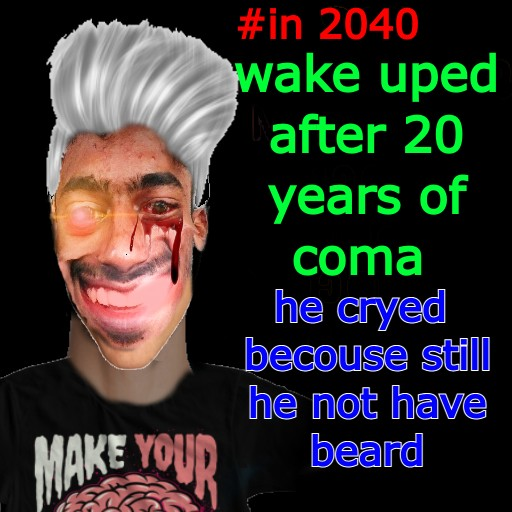 #in 2040
wake uped
after 20
years of
coma
he cryed
becouse still
he not have
beard
MAKE YOUR